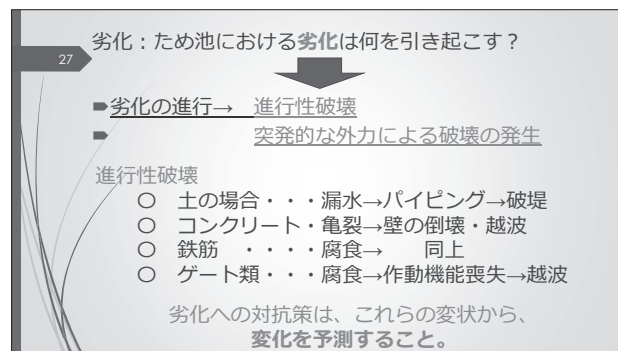 劣化：ため池における劣化は何を引き起こす？
27
劣化の進行→　進行性破壊
突発的な外力による破壊の発生
進行性破壊
○　土の場合・・・漏水→パイピング→破堤
○　コンクリート・亀裂→壁の倒壊・越波
○　鉄筋　・・・・腐食→　　同上
○　ゲート類・・・腐食→作動機能喪失→越波
劣化への対抗策は、これらの変状から、
変化を予測すること。